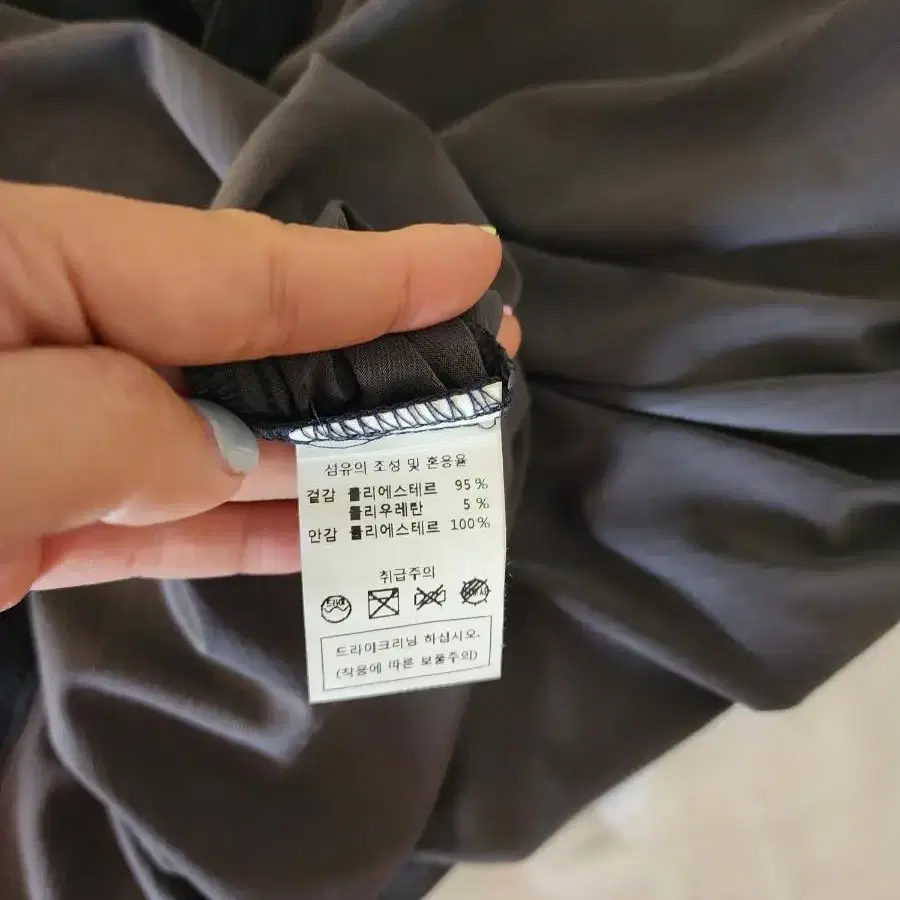 섬유의 조성 및 혼용율
겉감 폴리에스테르 95%
폴리우레탄 5%
안감 폴리에스테르 100%
취급주의
드라이크리닝 하십시오.
(착용에 따른 보풀주의)